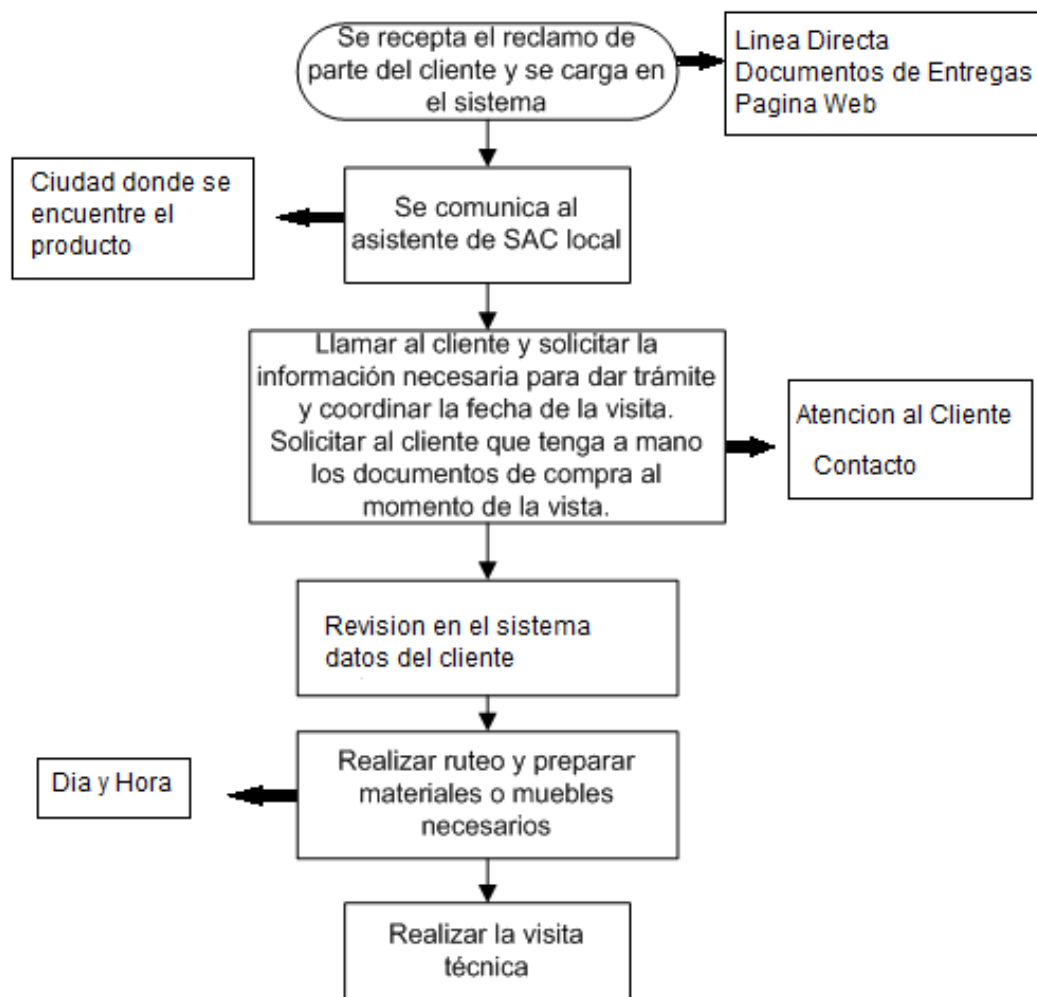 Se recepta el reclamo de
parte del cliente y se carga en
el sistema
Linea Directa
Documentos de Entregas
Pagina Web
Ciudad donde se
encuentre el
producto
Se comunica al
asistente de SAC local
Llamar al cliente y solicitar la
información necesaria para dar trámite
y coordinar la fecha de la visita.
Solicitar al cliente que tenga a mano
los documentos de compra al
momento de la vista.
Atencion al Cliente
Contacto
Revision en el sistema
datos del cliente
Realizar ruteo y preparar
materiales o muebles
necesarios
Dia y Hora
Realizar la visita
técnica